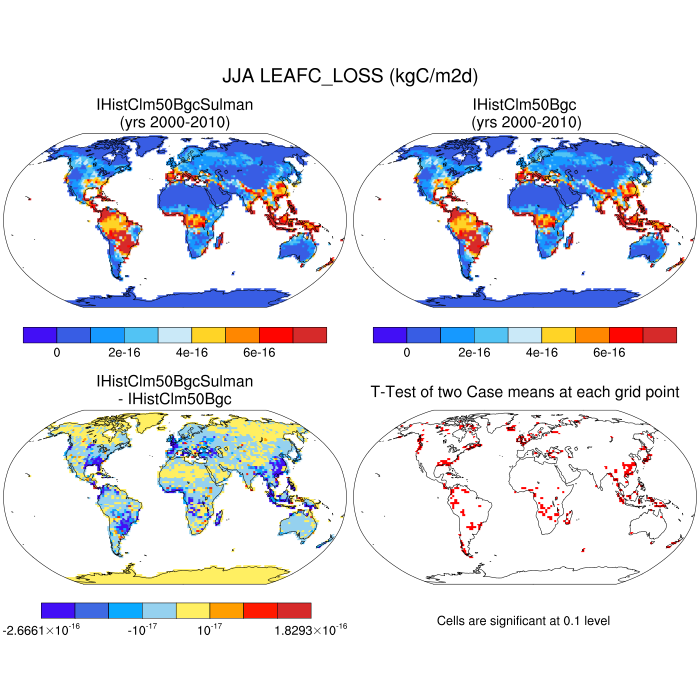 JJA LEAFC_LOSS (kgC/m2d)
IHistClm50BgcSulman
(yrs 2000-2010)
IHistClm50Bgc
(yrs 2000-2010)
0 2e-16 4e-16 6e-16
0 2e-16 4e-16 6e-16
IHistClm50BgcSulman
- IHistClm50Bgc
T-Test of two Case means at each grid point
-2.6661×10⁻¹⁶ -10⁻¹⁷ 10⁻¹⁷ 1.8293×10⁻¹⁶
Cells are significant at 0.1 level